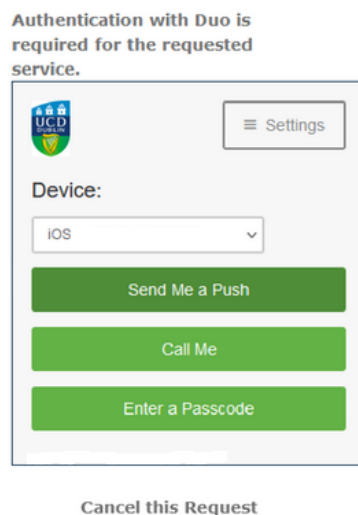 Authentication with Duo is
required for the requested
service.
UCD
DUBLIN
≡ Settings
Device:
iOS
Send Me a Push
Call Me
Enter a Passcode
Cancel this Request